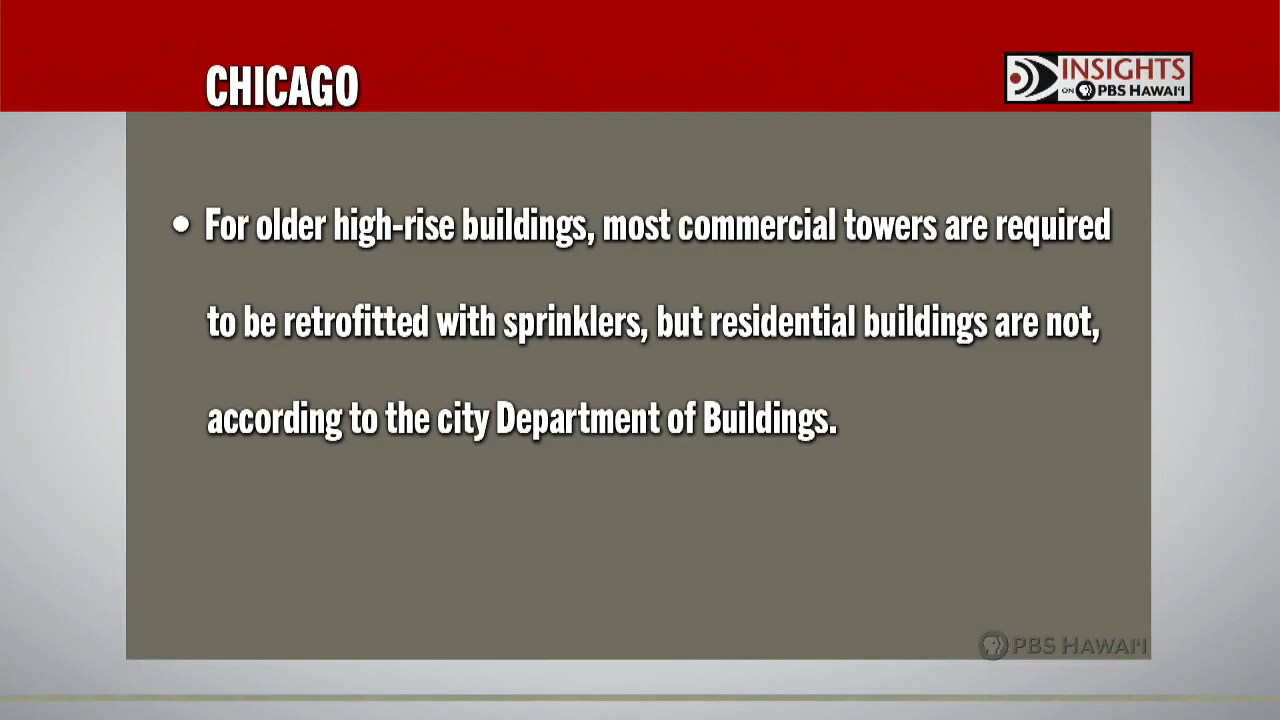 CHICAGO
INSIGHTS
ON PBS HAWAIʻI
• For older high-rise buildings, most commercial towers are required
to be retrofitted with sprinklers, but residential buildings are not,
according to the city Department of Buildings.
PBS HAWAIʻI